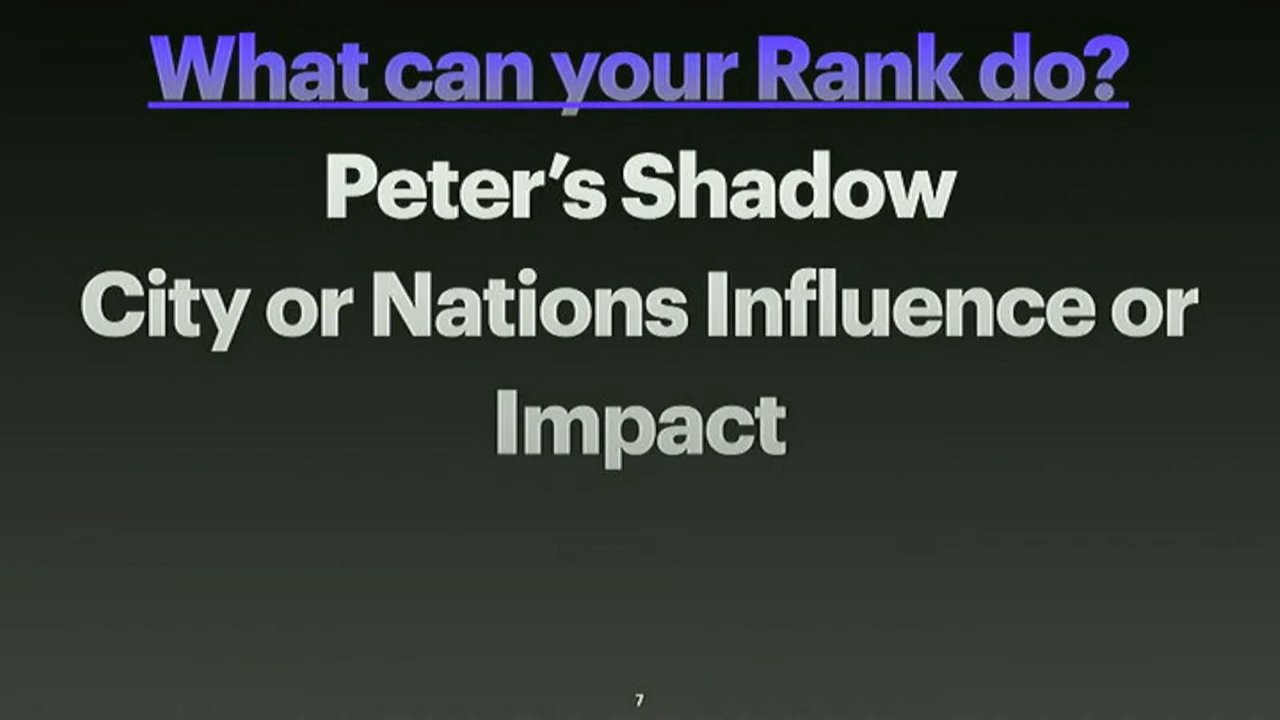 What can your Rank do?
Peter’s Shadow
City or Nations Influence or
Impact
7